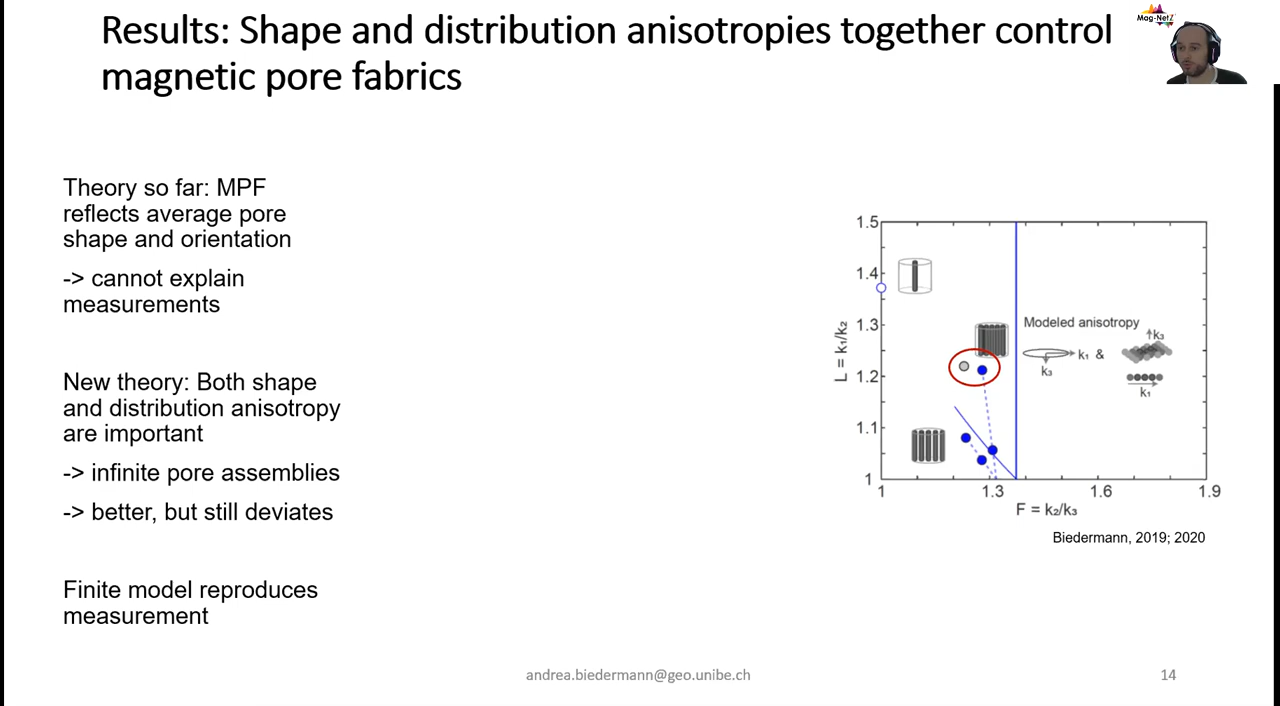 Results: Shape and distribution anisotropies together control
magnetic pore fabrics
Mag-NetZ
Theory so far: MPF
reflects average pore
shape and orientation
-> cannot explain
measurements
New theory: Both shape
and distribution anisotropy
are important
-> infinite pore assemblies
-> better, but still deviates
Finite model reproduces
measurement
1.5
1.4
1.3
1.2
1.1
1
L = k₁/k₂
Modeled anisotropy
k₃
k₁ &
k₃
k₁
1
1.3
1.6
1.9
F = k₂/k₃
Biedermann, 2019; 2020
andrea.biedermann@geo.unibe.ch
14